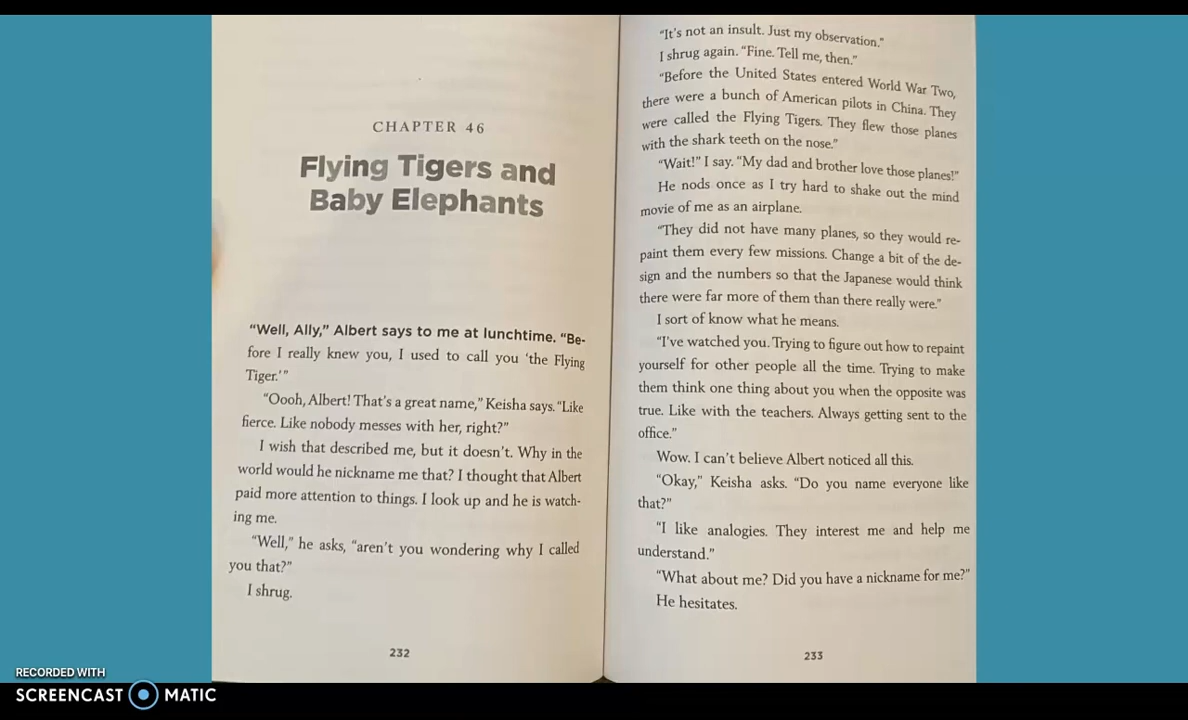 CHAPTER 46
Flying Tigers and
Baby Elephants
“Well, Ally,” Albert says to me at lunchtime. “Be-
fore I really knew you, I used to call you ‘the Flying
Tiger.’”
“Oooh, Albert! That’s a great name,” Keisha says. “Like
fierce. Like nobody messes with her, right?”
I wish that described me, but it doesn’t. Why in the
world would he nickname me that? I thought that Albert
paid more attention to things. I look up and he is watch-
ing me.
“Well,” he asks, “aren’t you wondering why I called
you that?”
I shrug.
232
“It’s not an insult. Just my observation.”
I shrug again. “Fine. Tell me, then.”
“Before the United States entered World War Two,
there were a bunch of American pilots in China. They
were called the Flying Tigers. They flew those planes
with the shark teeth on the nose.”
“Wait!” I say. “My dad and brother love those planes!”
He nods once as I try hard to shake out the mind
movie of me as an airplane.
“They did not have many planes, so they would re-
paint them every few missions. Change a bit of the de-
sign and the numbers so that the Japanese would think
there were far more of them than there really were.”
I sort of know what he means.
“I’ve watched you. Trying to figure out how to repaint
yourself for other people all the time. Trying to make
them think one thing about you when the opposite was
true. Like with the teachers. Always getting sent to the
office.”
Wow. I can’t believe Albert noticed all this.
“Okay,” Keisha asks. “Do you name everyone like
that?”
“I like analogies. They interest me and help me
understand.”
“What about me? Did you have a nickname for me?”
He hesitates.
233
RECORDED WITH
SCREENCAST MATIC